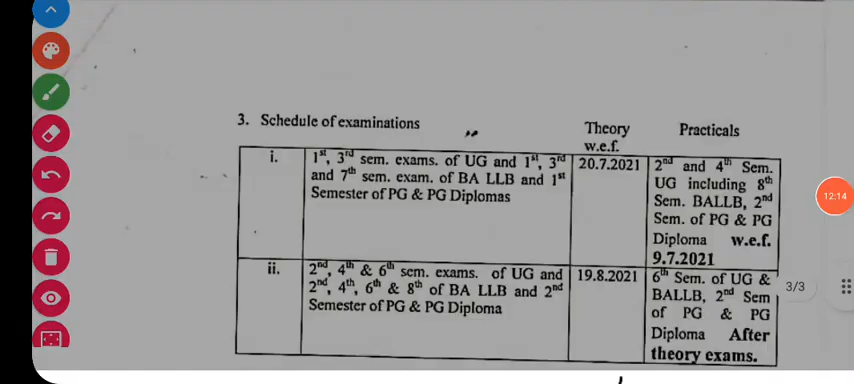 3. Schedule of examinations
Theory Practicals
w.e.f.
i. 1st, 3rd sem. exams. of UG and 1st, 3rd
and 7th sem. exam. of BA LLB and 1st
Semester of PG & PG Diplomas
20.7.2021
2nd and 4th Sem.
UG including 8th
Sem. BALLB, 2nd
Sem. of PG & PG
Diploma w.e.f.
9.7.2021
ii. 2nd, 4th & 6th sem. exams. of UG and
2nd, 4th, 6th & 8th of BA LLB and 2nd
Semester of PG & PG Diploma
19.8.2021
6th Sem. of UG &
BALLB, 2nd Sem
of PG & PG
Diploma After
theory exams.
12:14
3/3